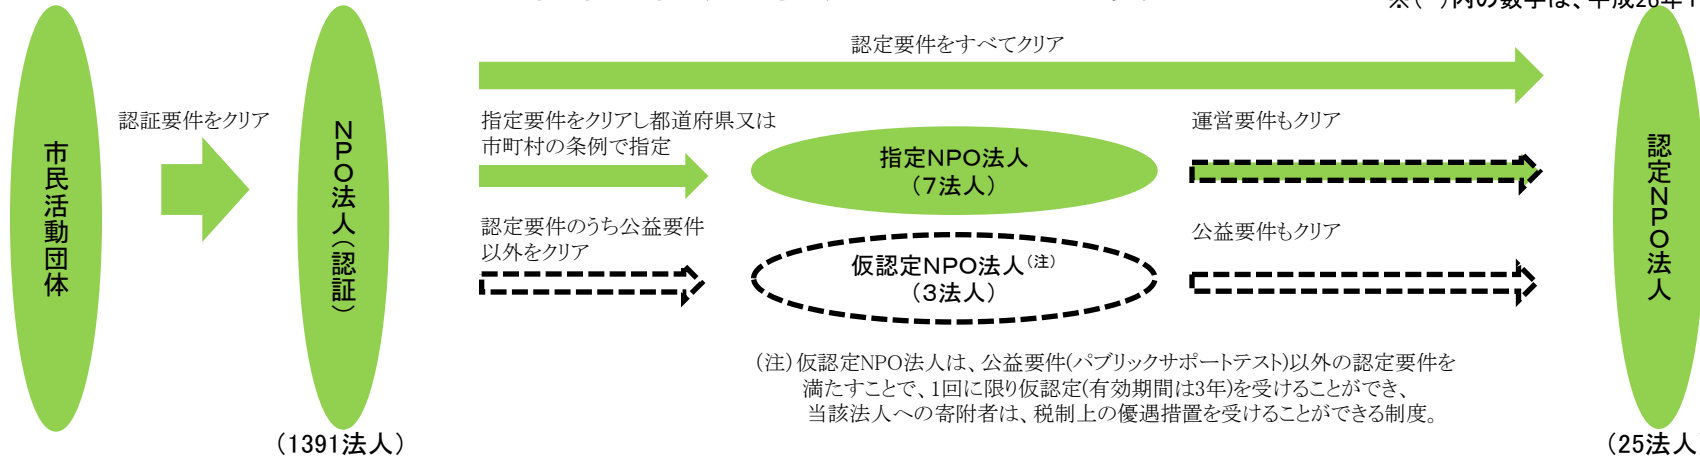 ※( )内の数字は、平成26年1
認定要件をすべてクリア
認証要件をクリア
指定要件をクリアし都道府県又は
市町村の条例で指定
運営要件もクリア
市民活動団体
NPO法人(認証)
指定NPO法人
(7法人)
認定NPO法人
認定要件のうち公益要件
以外をクリア
公益要件もクリア
仮認定NPO法人(注)
(3法人)
(注)仮認定NPO法人は、公益要件(パブリックサポートテスト)以外の認定要件を
満たすことで、1回に限り仮認定(有効期間は3年)を受けることができ、
当該法人への寄附者は、税制上の優遇措置を受けることができる制度。
(1391法人)
(25法人